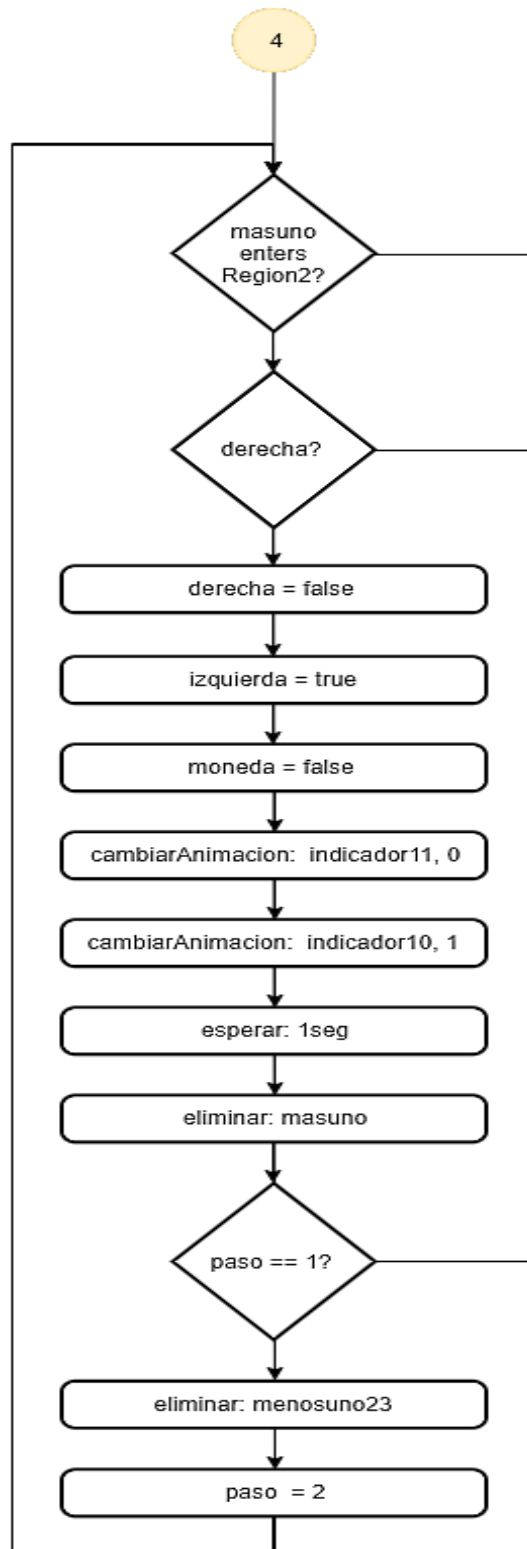 4
masuno
enters
Region2?
derecha?
derecha = false
izquierda = true
moneda = false
cambiarAnimacion:  indicador11, 0
cambiarAnimacion:  indicador10, 1
esperar: 1seg
eliminar: masuno
paso == 1?
eliminar: menosuno23
paso  = 2